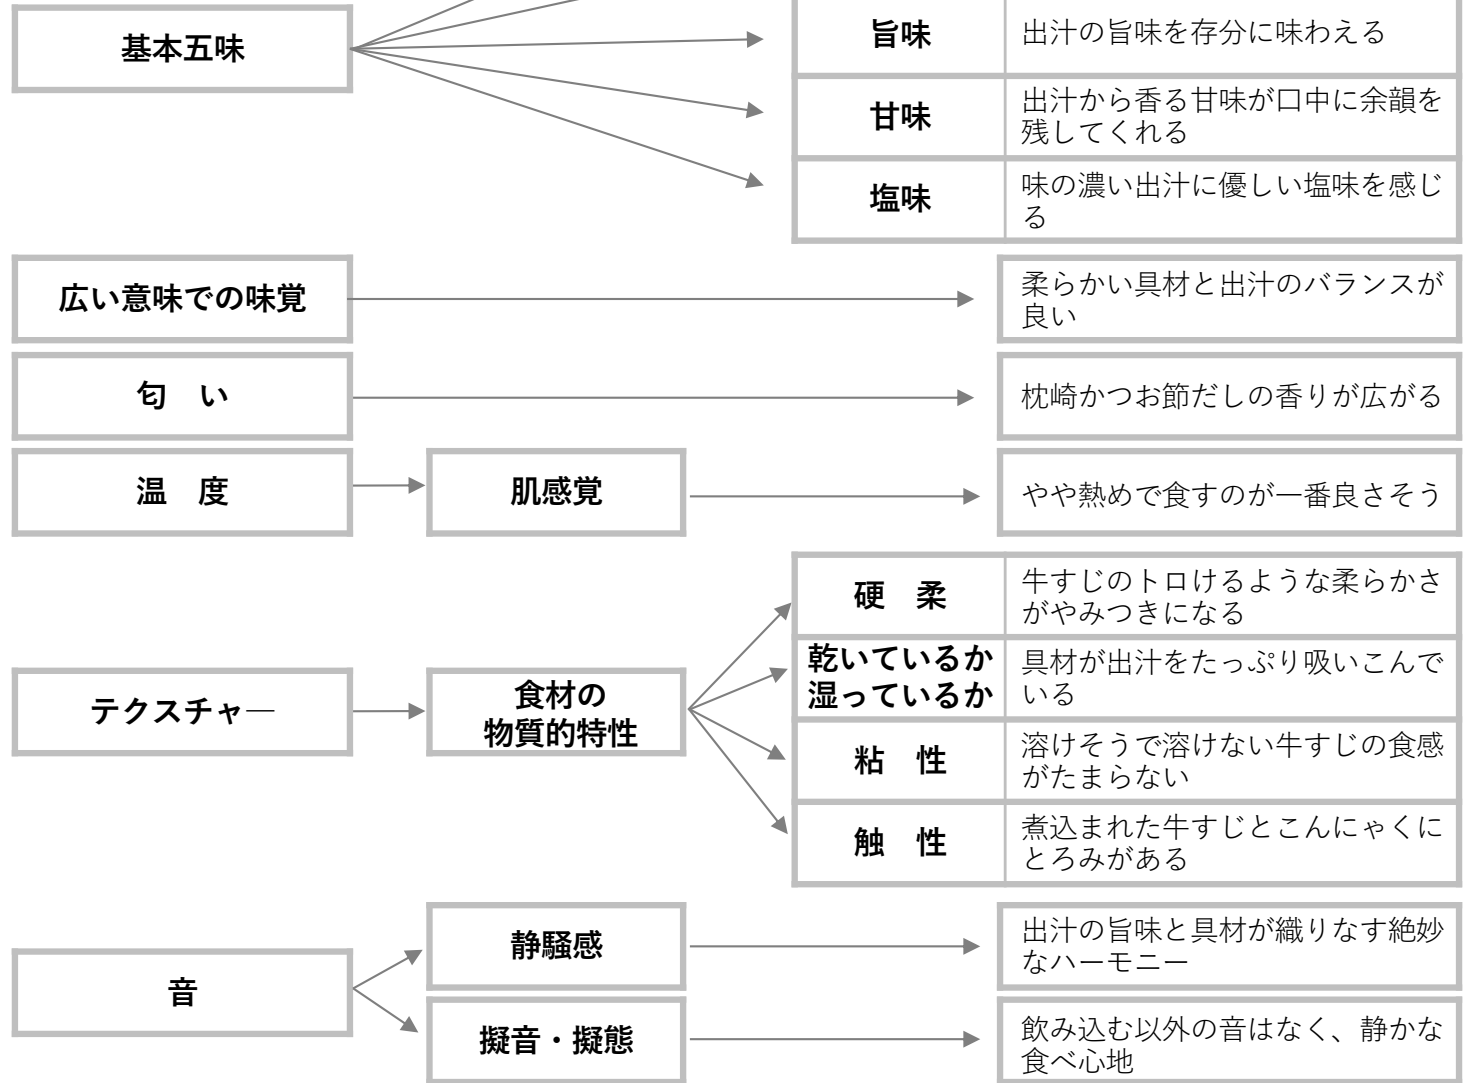 基本五味
旨味
出汁の旨味を存分に味わえる
甘味
出汁から香る甘味が口中に余韻を
残してくれる
塩味
味の濃い出汁に優しい塩味を感じ
る
広い意味での味覚
柔らかい具材と出汁のバランスが
良い
匂　い
枕崎かつお節だしの香りが広がる
温　度
肌感覚
やや熱めで食すのが一番良さそう
テクスチャ―
食材の
物質的特性
硬　柔
牛すじのトロけるような柔らかさ
がやみつきになる
乾いているか
湿っているか
具材が出汁をたっぷり吸いこんで
いる
粘　性
溶けそうで溶けない牛すじの食感
がたまらない
触　性
煮込まれた牛すじとこんにゃくに
とろみがある
音
静騒感
出汁の旨味と具材が織りなす絶妙
なハーモニー
擬音・擬態
飲み込む以外の音はなく、静かな
食べ心地